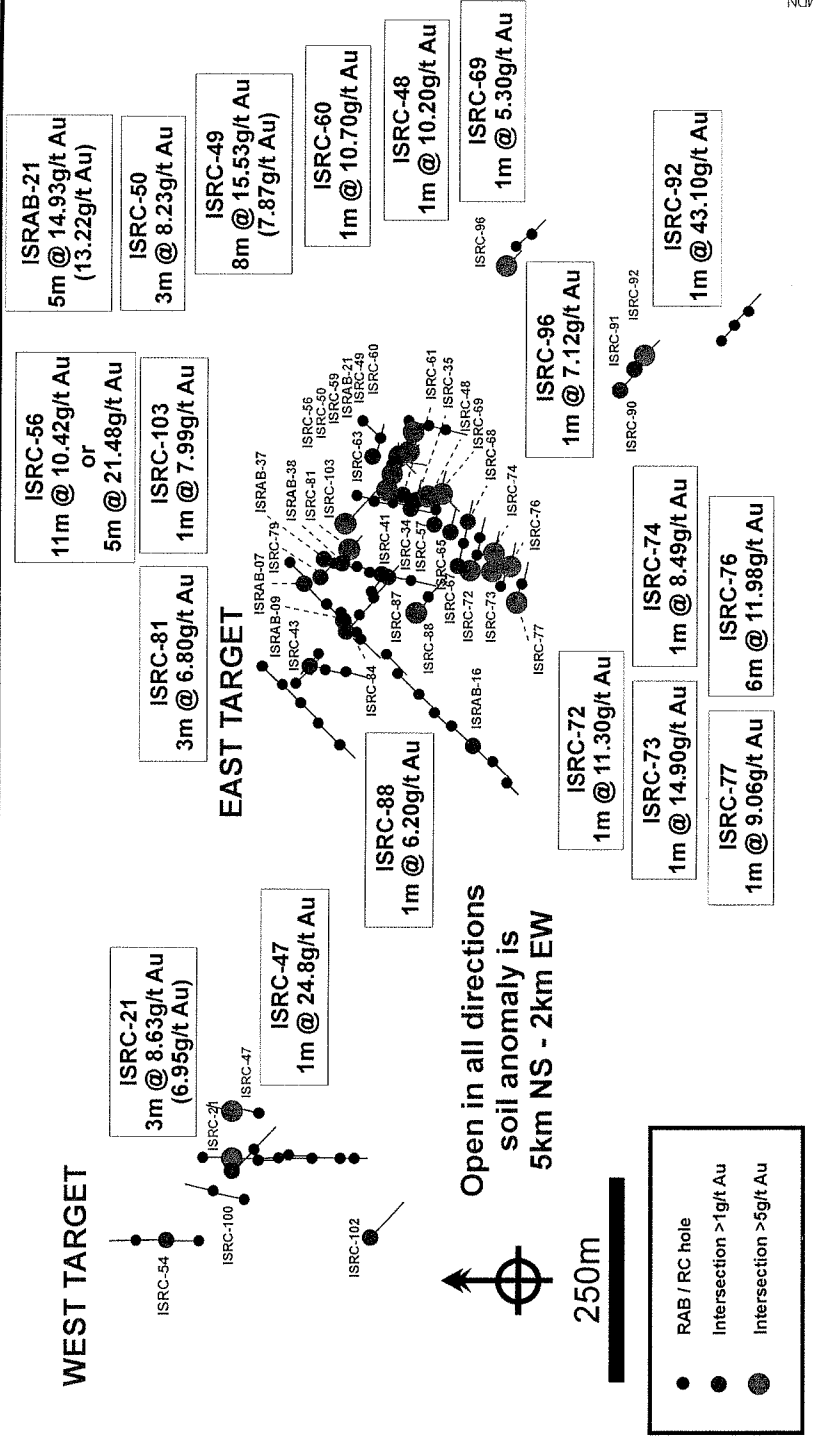 WEST TARGET
ISRC-54
ISRC-100
ISRC-102
ISRC-21
ISRC-47
ISRC-21
3m @ 8.63g/t Au
(6.95g/t Au)
ISRC-47
1m @ 24.8g/t Au
Open in all directions
soil anomaly is
5km NS - 2km EW
250m
RAB / RC hole
Intersection >1g/t Au
Intersection >5g/t Au
EAST TARGET
ISRC-88
1m @ 6.20g/t Au
ISRC-81
3m @ 6.80g/t Au
ISRC-56
11m @ 10.42g/t Au
or
5m @ 21.48g/t Au
ISRC-103
1m @ 7.99g/t Au
ISRAB-21
5m @ 14.93g/t Au
(13.22g/t Au)
ISRC-50
3m @ 8.23g/t Au
ISRC-49
8m @ 15.53g/t Au
(7.87g/t Au)
ISRC-60
1m @ 10.70g/t Au
ISRC-48
1m @ 10.20g/t Au
ISRC-69
1m @ 5.30g/t Au
ISRAB-07
ISRC-79
ISRAB-37
ISRAB-38
ISRC-81
ISRC-103
ISRAB-09
ISRC-43
ISRC-84
ISRAB-16
ISRC-63
ISRC-56
ISRC-50
ISRC-59
ISRAB-21
ISRC-49
ISRC-60
ISRC-41
ISRC-34
ISRC-57
ISRC-65
ISRC-67
ISRC-72
ISRC-73
ISRC-77
ISRC-87
ISRC-88
ISRC-61
ISRC-35
ISRC-48
ISRC-69
ISRC-68
ISRC-74
ISRC-76
ISRC-96
ISRC-96
1m @ 7.12g/t Au
ISRC-90
ISRC-91
ISRC-92
ISRC-92
1m @ 43.10g/t Au
ISRC-72
1m @ 11.30g/t Au
ISRC-73
1m @ 14.90g/t Au
ISRC-77
1m @ 9.06g/t Au
ISRC-74
1m @ 8.49g/t Au
ISRC-76
6m @ 11.98g/t Au